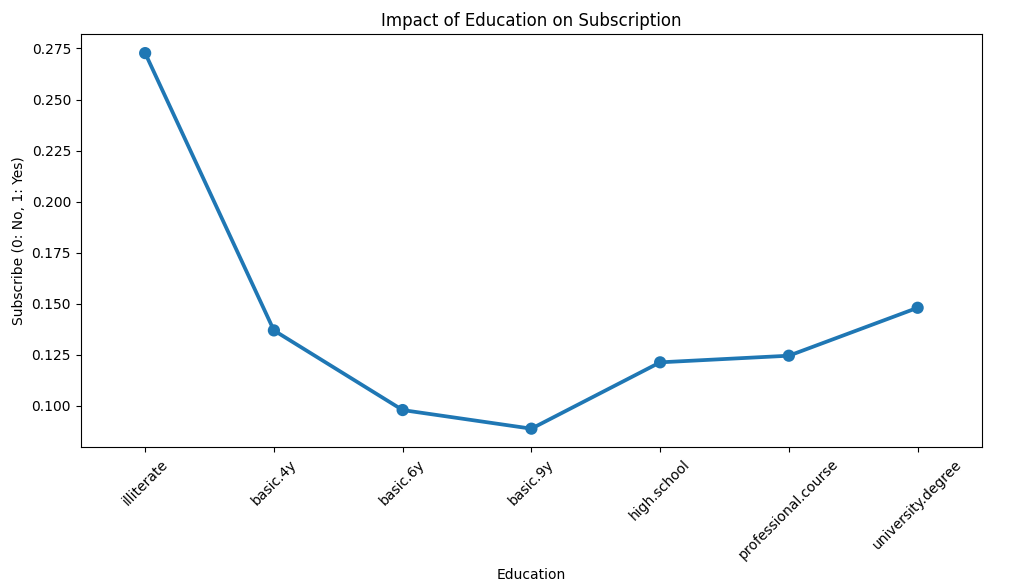 Impact of Education on Subscription
Subscribe (0: No, 1: Yes)
0.275
0.250
0.225
0.200
0.175
0.150
0.125
0.100
illiterate
basic.4y
basic.6y
basic.9y
high.school
professional.course
university.degree
Education